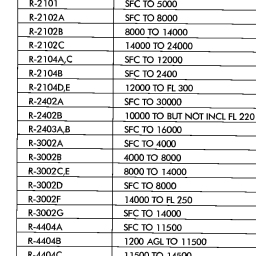 R-2101 SFC TO 5000
R-2102A SFC TO 8000
R-2102B 8000 TO 14000
R-2102C 14000 TO 24000
R-2104A,C SFC TO 12000
R-2104B SFC TO 2400
R-2104D,E 12000 TO FL 300
R-2402A SFC TO 30000
R-2402B 10000 TO BUT NOT INCL FL 220
R-2403A,B SFC TO 16000
R-3002A SFC TO 4000
R-3002B 4000 TO 8000
R-3002C,E 8000 TO 14000
R-3002D SFC TO 8000
R-3002F 14000 TO FL 250
R-3002G SFC TO 14000
R-4404A SFC TO 11500
R-4404B 1200 AGL TO 11500
R-4404C 11500 TO 14500